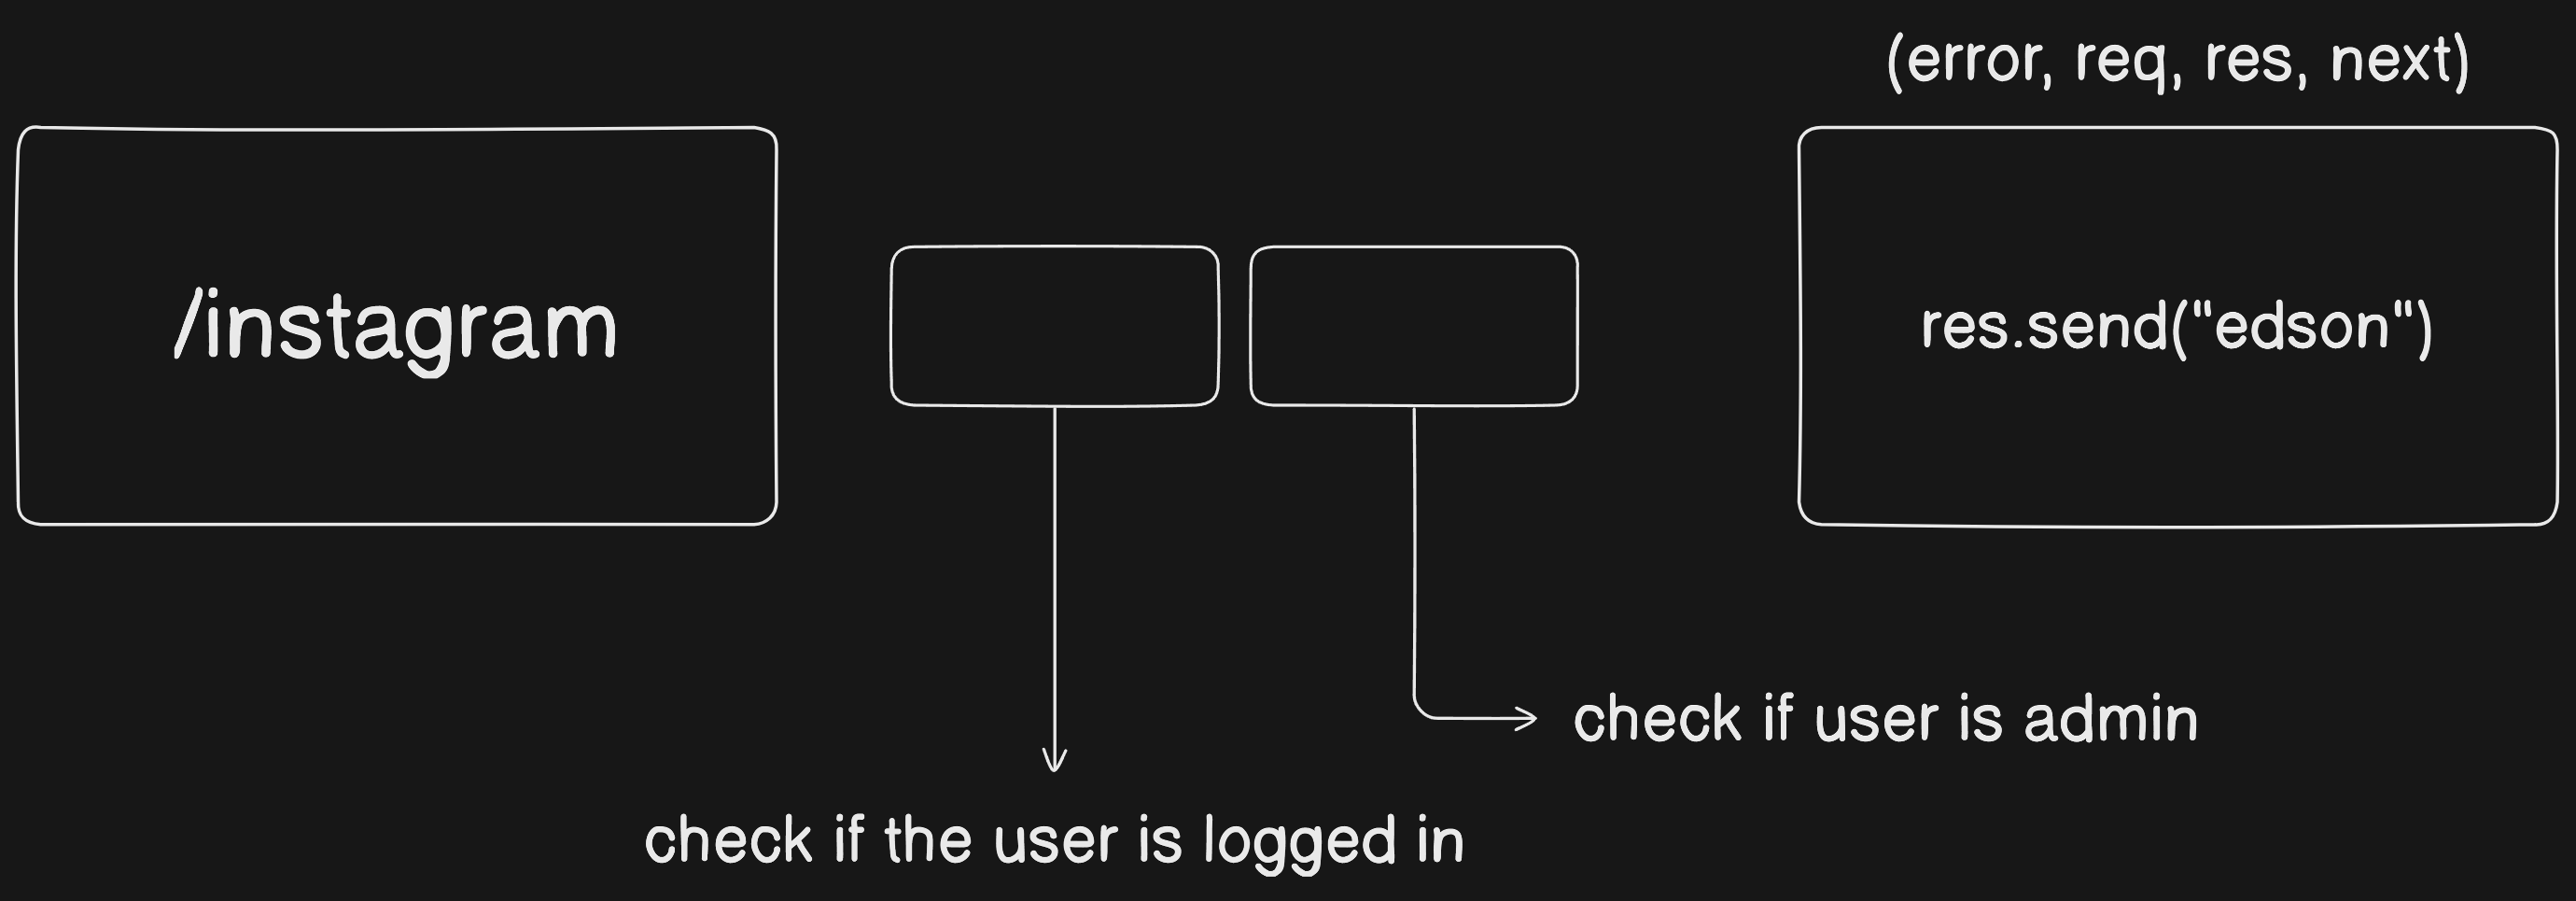 (error, req, res, next)
/instagram
res.send("edson")
check if user is admin
check if the user is logged in